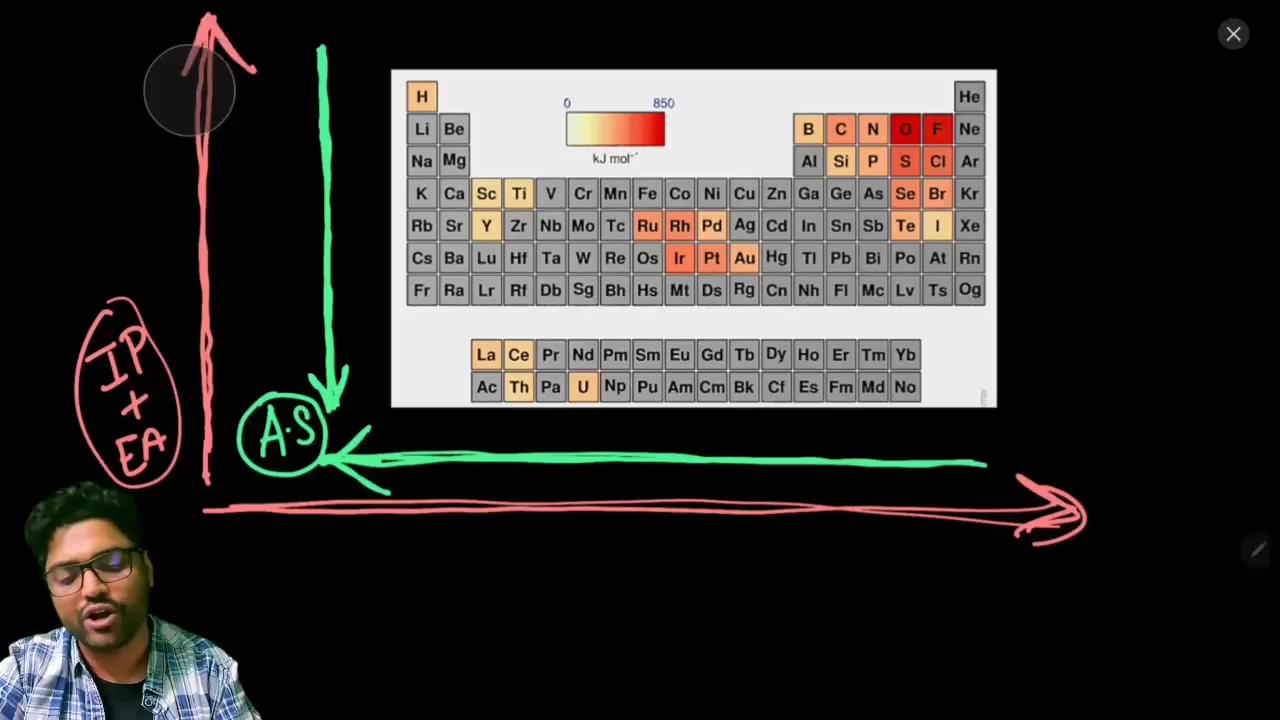 0 850
kJ mol⁻¹
H He
Li Be B C N O F Ne
Na Mg Al Si P S Cl Ar
K Ca Sc Ti V Cr Mn Fe Co Ni Cu Zn Ga Ge As Se Br Kr
Rb Sr Y Zr Nb Mo Tc Ru Rh Pd Ag Cd In Sn Sb Te I Xe
Cs Ba Lu Hf Ta W Re Os Ir Pt Au Hg Tl Pb Bi Po At Rn
Fr Ra Lr Rf Db Sg Bh Hs Mt Ds Rg Cn Nh Fl Mc Lv Ts Og
La Ce Pr Nd Pm Sm Eu Gd Tb Dy Ho Er Tm Yb
Ac Th Pa U Np Pu Am Cm Bk Cf Es Fm Md No
IP
+
EA
A.S